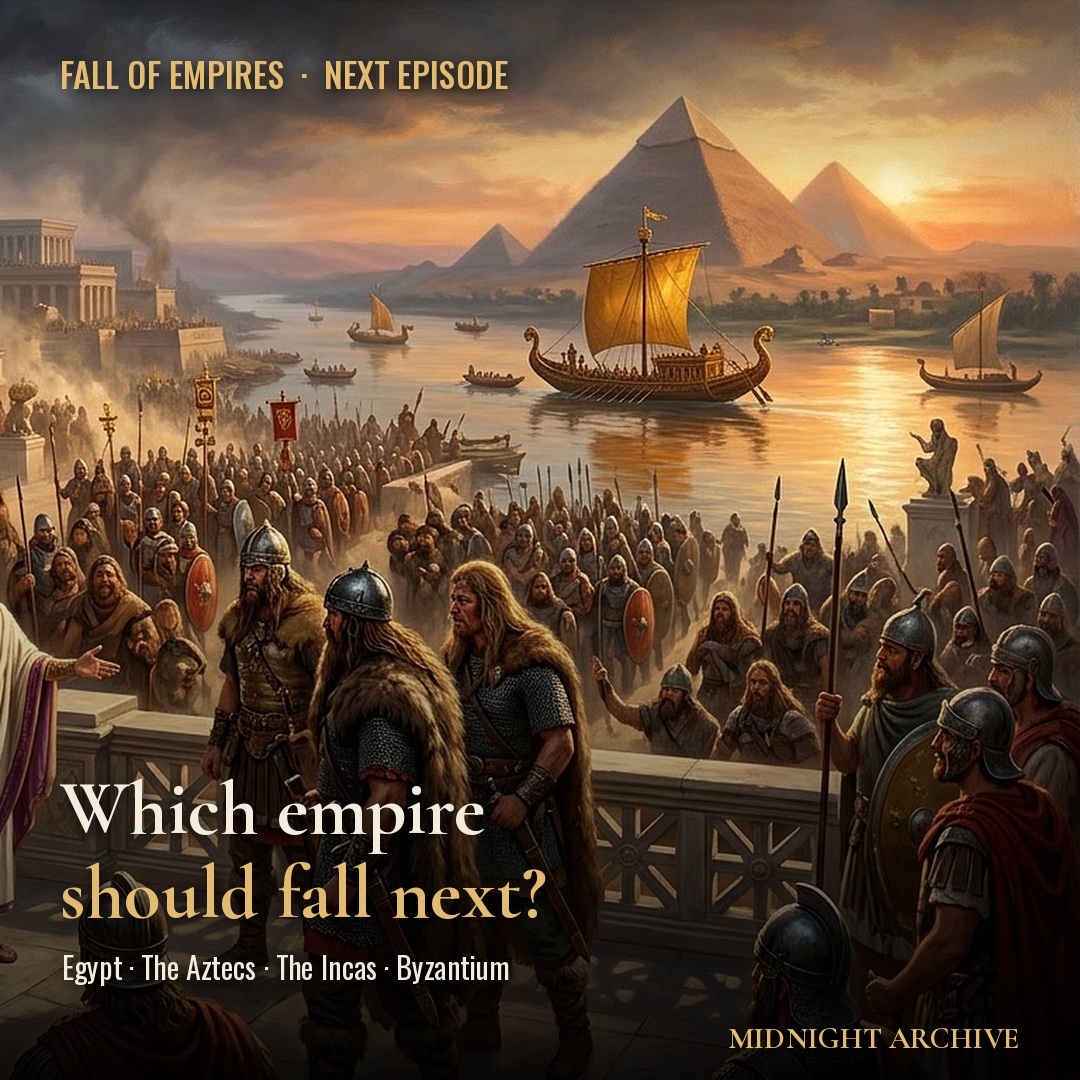 FALL OF EMPIRES · NEXT EPISODE
Which empire
should fall next?
Egypt · The Aztecs · The Incas · Byzantium
MIDNIGHT ARCHIVE